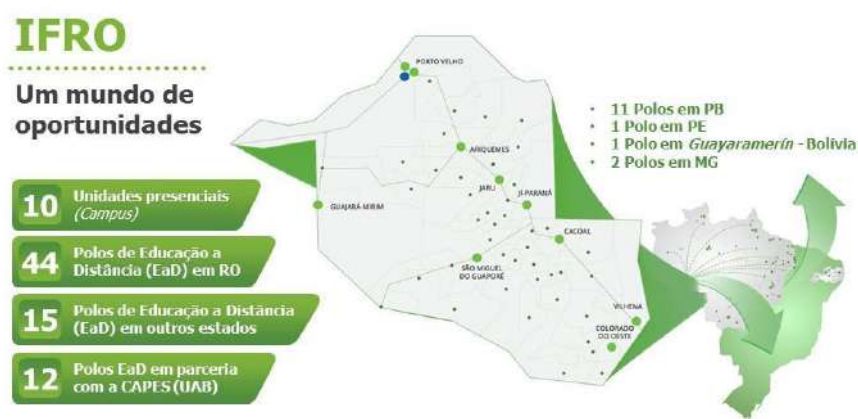 IFRO
Um mundo de
oportunidades
10
Unidades presenciais
(Campus)
44
Polos de Educação a
Distância (EaD) em RO
15
Polos de Educação a Distância
(EaD) em outros estados
12
Polos EaD em parceria
com a CAPES (UAB)
PORTO VELHO
ARIQUEMES
JARU
JI-PARANÁ
GUAJARÁ-MIRIM
CACOAL
SÃO MIGUEL
DO GUAPORÉ
VILHENA
COLORADO
DO OESTE
• 11 Polos em PB
• 1 Polo em PE
• 1 Polo em Guayaramerín - Bolívia
• 2 Polos em MG